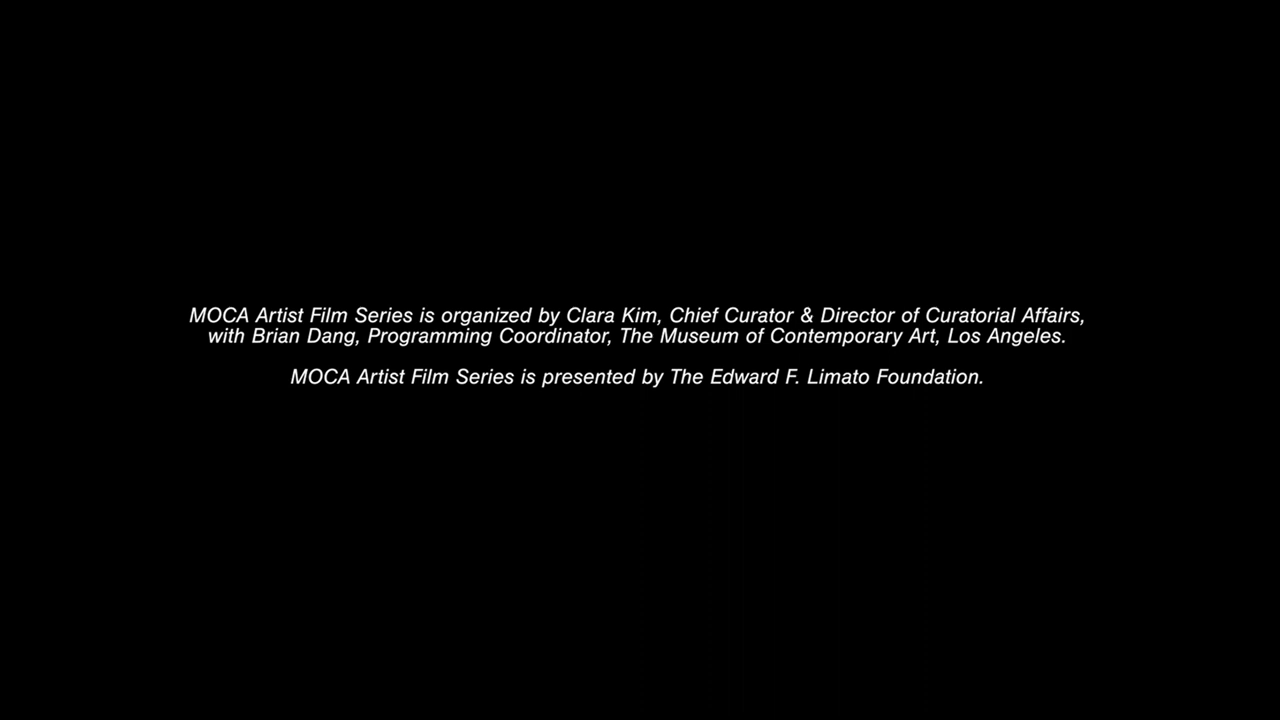 MOCA Artist Film Series is organized by Clara Kim, Chief Curator & Director of Curatorial Affairs,
with Brian Dang, Programming Coordinator, The Museum of Contemporary Art, Los Angeles.
MOCA Artist Film Series is presented by The Edward F. Limato Foundation.